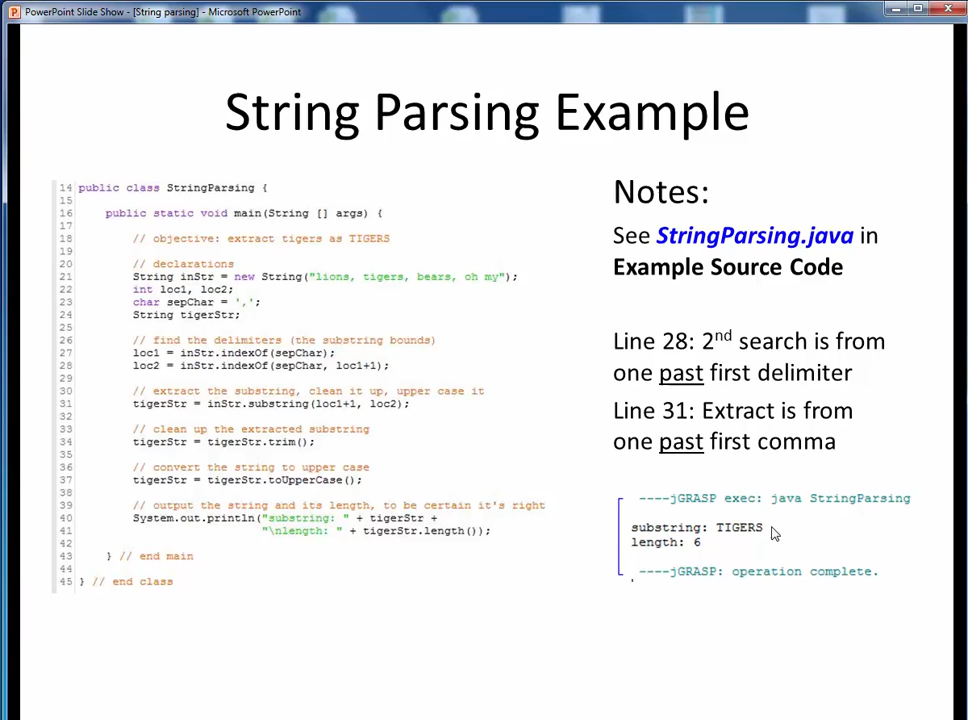 PowerPoint Slide Show - [String parsing] - Microsoft PowerPoint
String Parsing Example
14 public class StringParsing {
15
16     public static void main(String [] args) {
17
18         // objective: extract tigers as TIGERS
19
20         // declarations
21         String inStr = new String("lions, tigers, bears, oh my");
22         int loc1, loc2;
23         char sepChar = ',';
24         String tigerStr;
25
26         // find the delimiters (the substring bounds)
27         loc1 = inStr.indexOf(sepChar);
28         loc2 = inStr.indexOf(sepChar, loc1+1);
29
30         // extract the substring, clean it up, upper case it
31         tigerStr = inStr.substring(loc1+1, loc2);
32
33         // clean up the extracted substring
34         tigerStr = tigerStr.trim();
35
36         // convert the string to upper case
37         tigerStr = tigerStr.toUpperCase();
38
39         // output the string and its length, to be certain it's right
40         System.out.println("substring: " + tigerStr +
41                            "\nlength: " + tigerStr.length());
42
43     } // end main
44
45 } // end class
Notes:
See StringParsing.java in
Example Source Code
Line 28: 2nd search is from
one past first delimiter
Line 31: Extract is from
one past first comma
----jGRASP exec: java StringParsing
substring: TIGERS
length: 6
----jGRASP: operation complete.